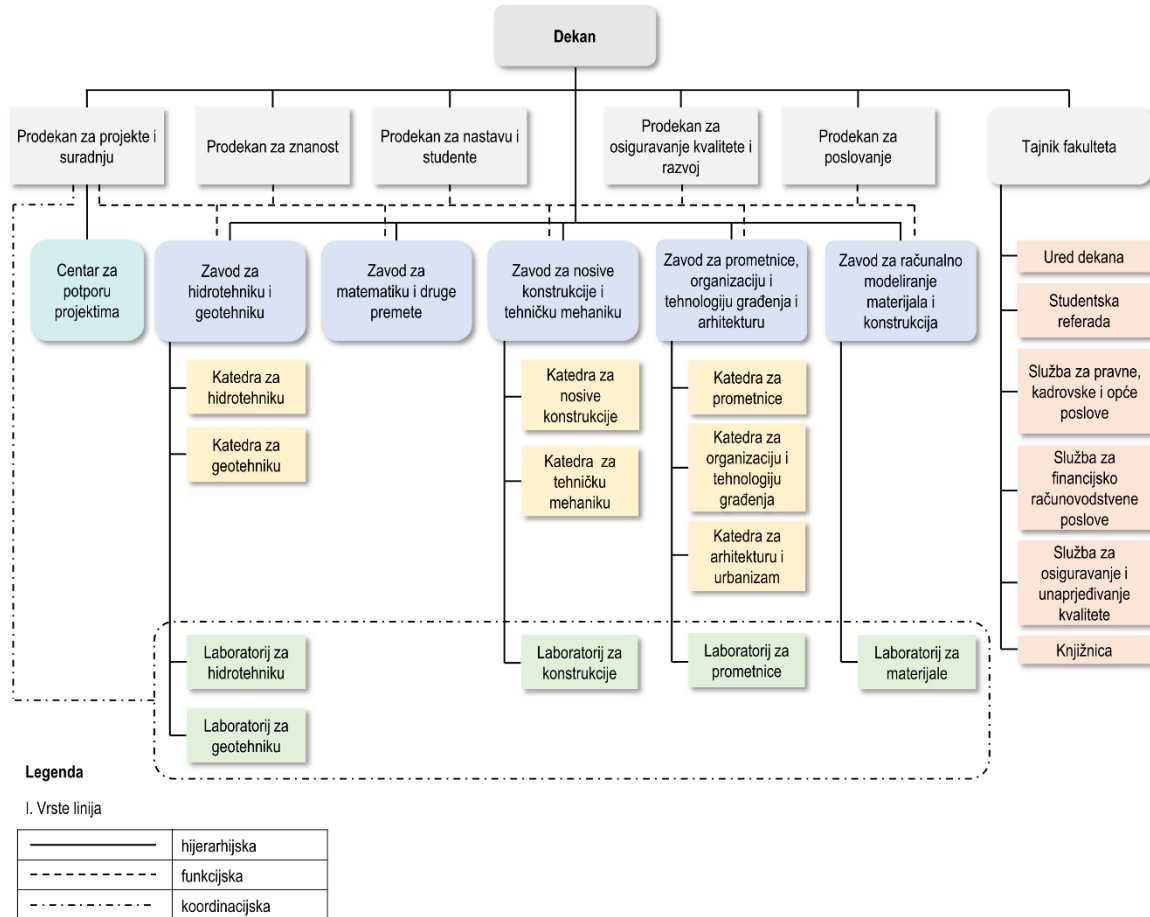 Dekan
Prodekan za projekte i
suradnju
Prodekan za znanost
Prodekan za nastavu i
studente
Prodekan za
osiguravanje kvalitete i
razvoj
Prodekan za
poslovanje
Tajnik fakulteta
Centar za
potporu
projektima
Zavod za
hidrotehniku i
geotehniku
Zavod za
matematiku i druge
premete
Zavod za nosive
konstrukcije i
tehničku mehaniku
Zavod za prometnice,
organizaciju i
tehnologiju građenja i
arhitekturu
Zavod za računalno
modeliranje
materijala i
konstrukcija
Ured dekana
Studentska
referada
Služba za pravne,
kadrovske i opće
poslove
Služba za
financijsko
računovodstvene
poslove
Služba za
osiguravanje i
unaprjeđivanje
kvalitete
Knjižnica
Katedra za
hidrotehniku
Katedra za
geotehniku
Katedra za
nosive
konstrukcije
Katedra za
tehničku
mehaniku
Katedra za
prometnice
Katedra za
organizaciju i
tehnologiju
građenja
Katedra za
arhitekturu i
urbanizam
Laboratorij za
hidrotehniku
Laboratorij za
geotehniku
Laboratorij za
konstrukcije
Laboratorij za
prometnice
Laboratorij za
materijale
Legenda
I. Vrste linija
hijerarhijska
funkcijska
koordinacijska